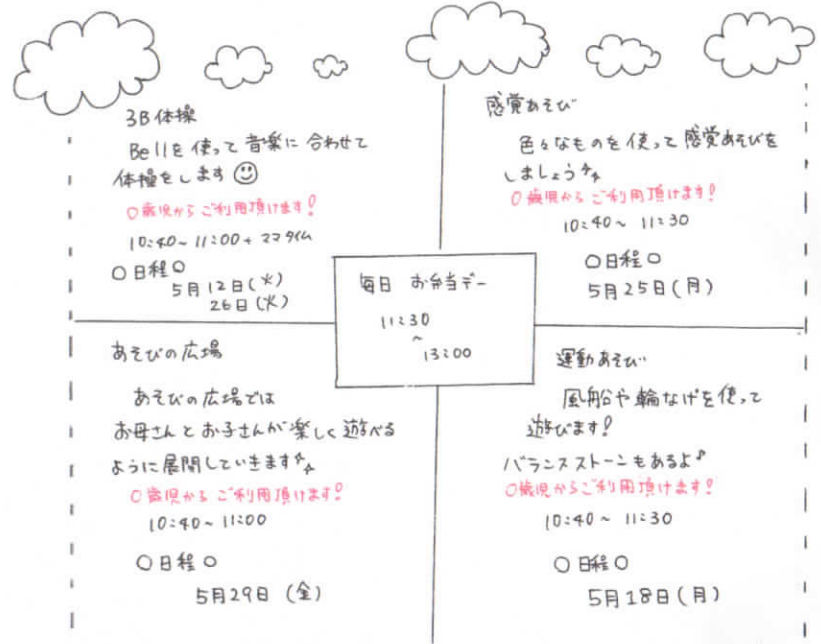 3B体操
Bellを使って音楽に合わせて
体操をします
0歳児からご利用頂けます!
10:40~11:00+ママタイム
○日程○
5月12日(火)
26日(火)
感覚あそび
色々なものを使って感覚あそびを
しましょう
0歳児からご利用頂けます!
10:40~11:30
○日程○
5月25日(月)
毎日 お弁当デー
11:30
~
13:00
あそびの広場
あそびの広場では
お母さんとお子さんが楽しく遊べる
ように展開していきます
0歳児からご利用頂けます!
10:40~11:00
○日程○
5月29日(金)
運動あそび
風船や輪なげを使って
遊びます!
バランスストーンもあるよ♪
0歳児からご利用頂けます!
10:40~11:30
○日程○
5月18日(月)